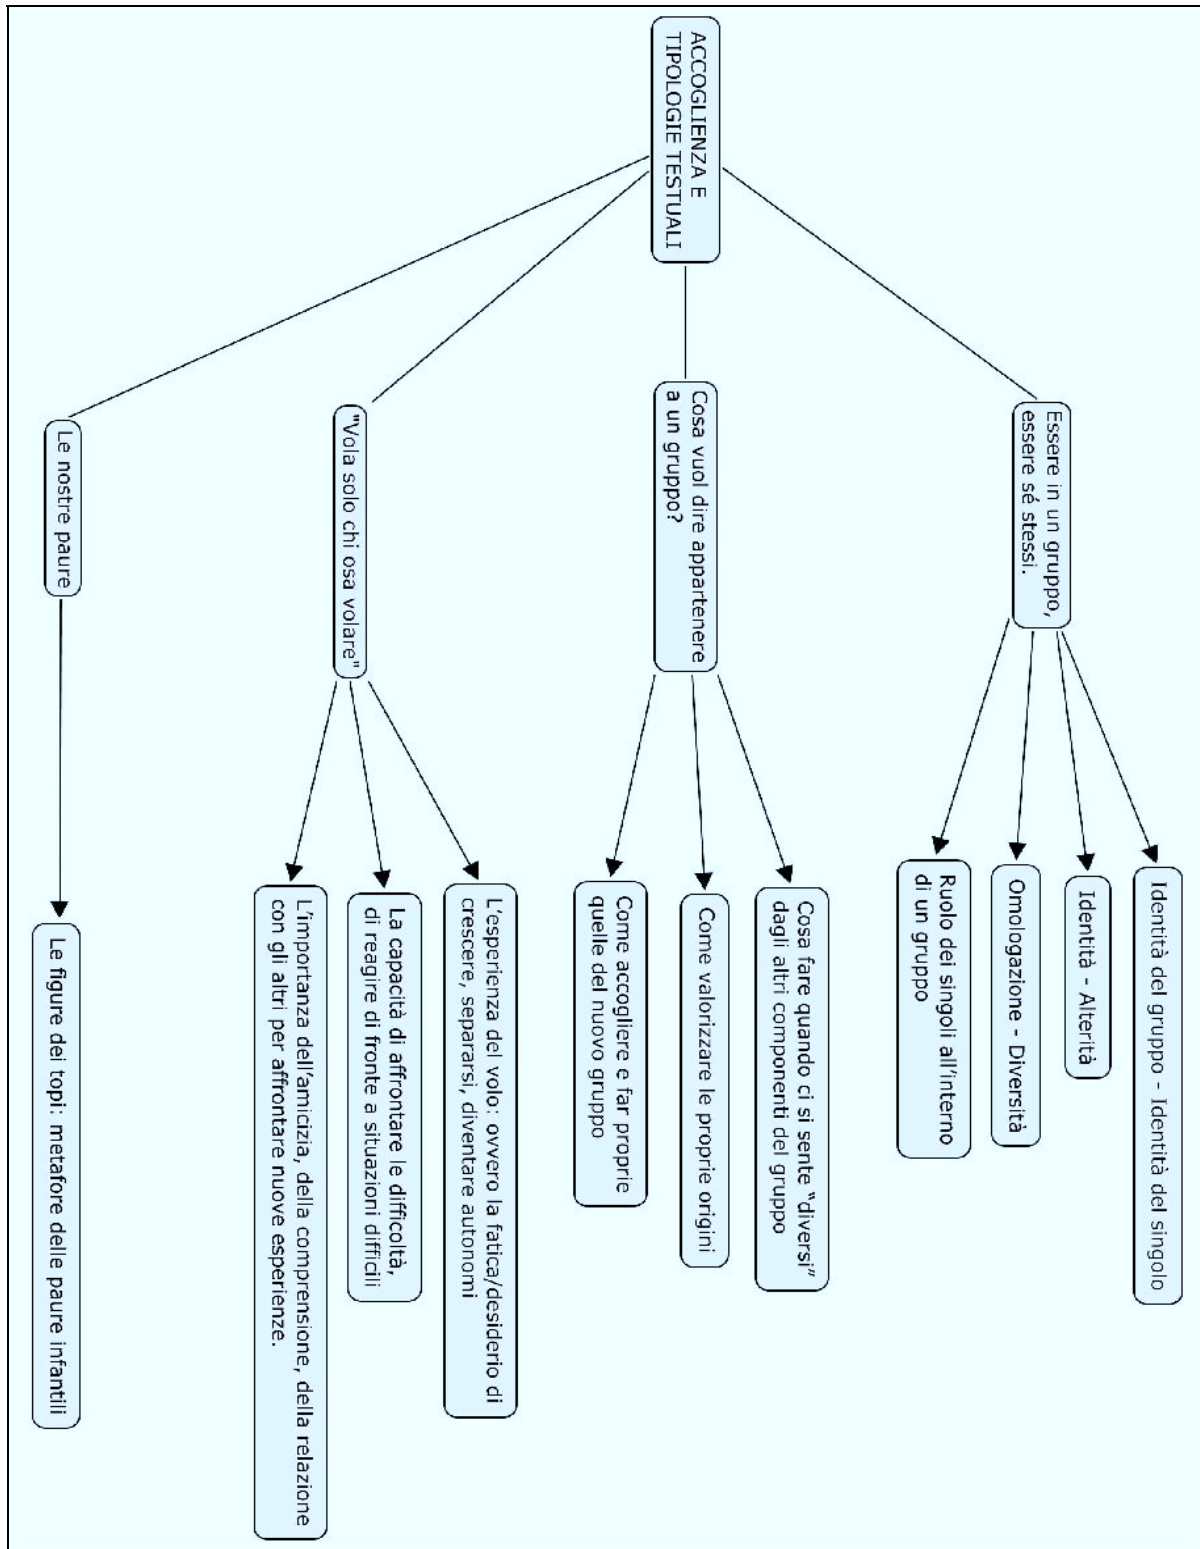 ACCOGLIENZA E
TIPOLOGIE TESTUALI
Essere in un gruppo,
essere sé stessi.
Cosa vuol dire appartenere
a un gruppo?
"Vola solo chi osa volare"
Le nostre paure
Identità del gruppo - Identità del singolo
Identità - Alterità
Omologazione - Diversità
Ruolo dei singoli all'interno
di un gruppo
Cosa fare quando ci si sente “diversi”
dagli altri componenti del gruppo
Come valorizzare le proprie origini
Come accogliere e far proprie
quelle del nuovo gruppo
L'esperienza del volo: ovvero la fatica/desiderio di
crescere, separarsi, diventare autonomi
La capacità di affrontare le difficoltà,
di reagire di fronte a situazioni difficili
L'importanza dell'amicizia, della comprensione, della relazione
con gli altri per affrontare nuove esperienze.
Le figure dei topi: metafore delle paure infantili